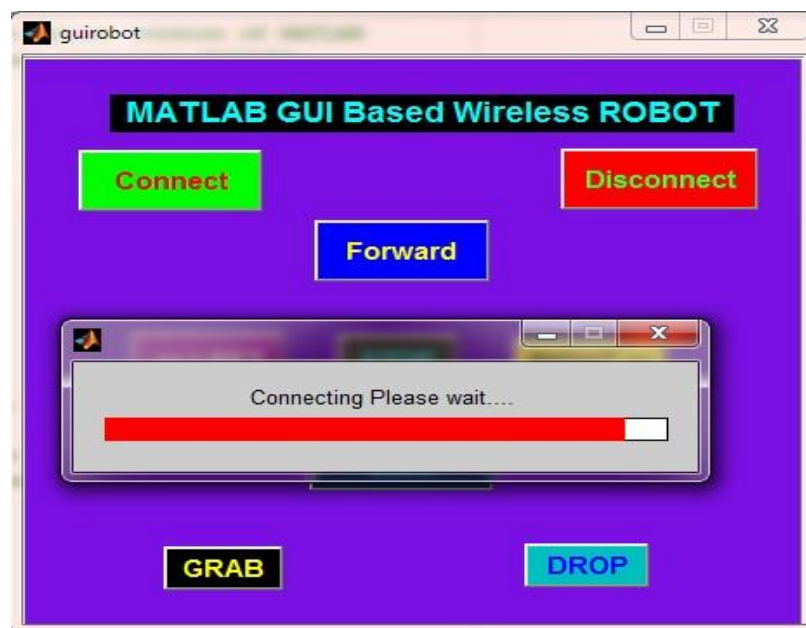 guirobot
MATLAB GUI Based Wireless ROBOT
Connect
Disconnect
Forward
Connecting Please wait....
GRAB
DROP